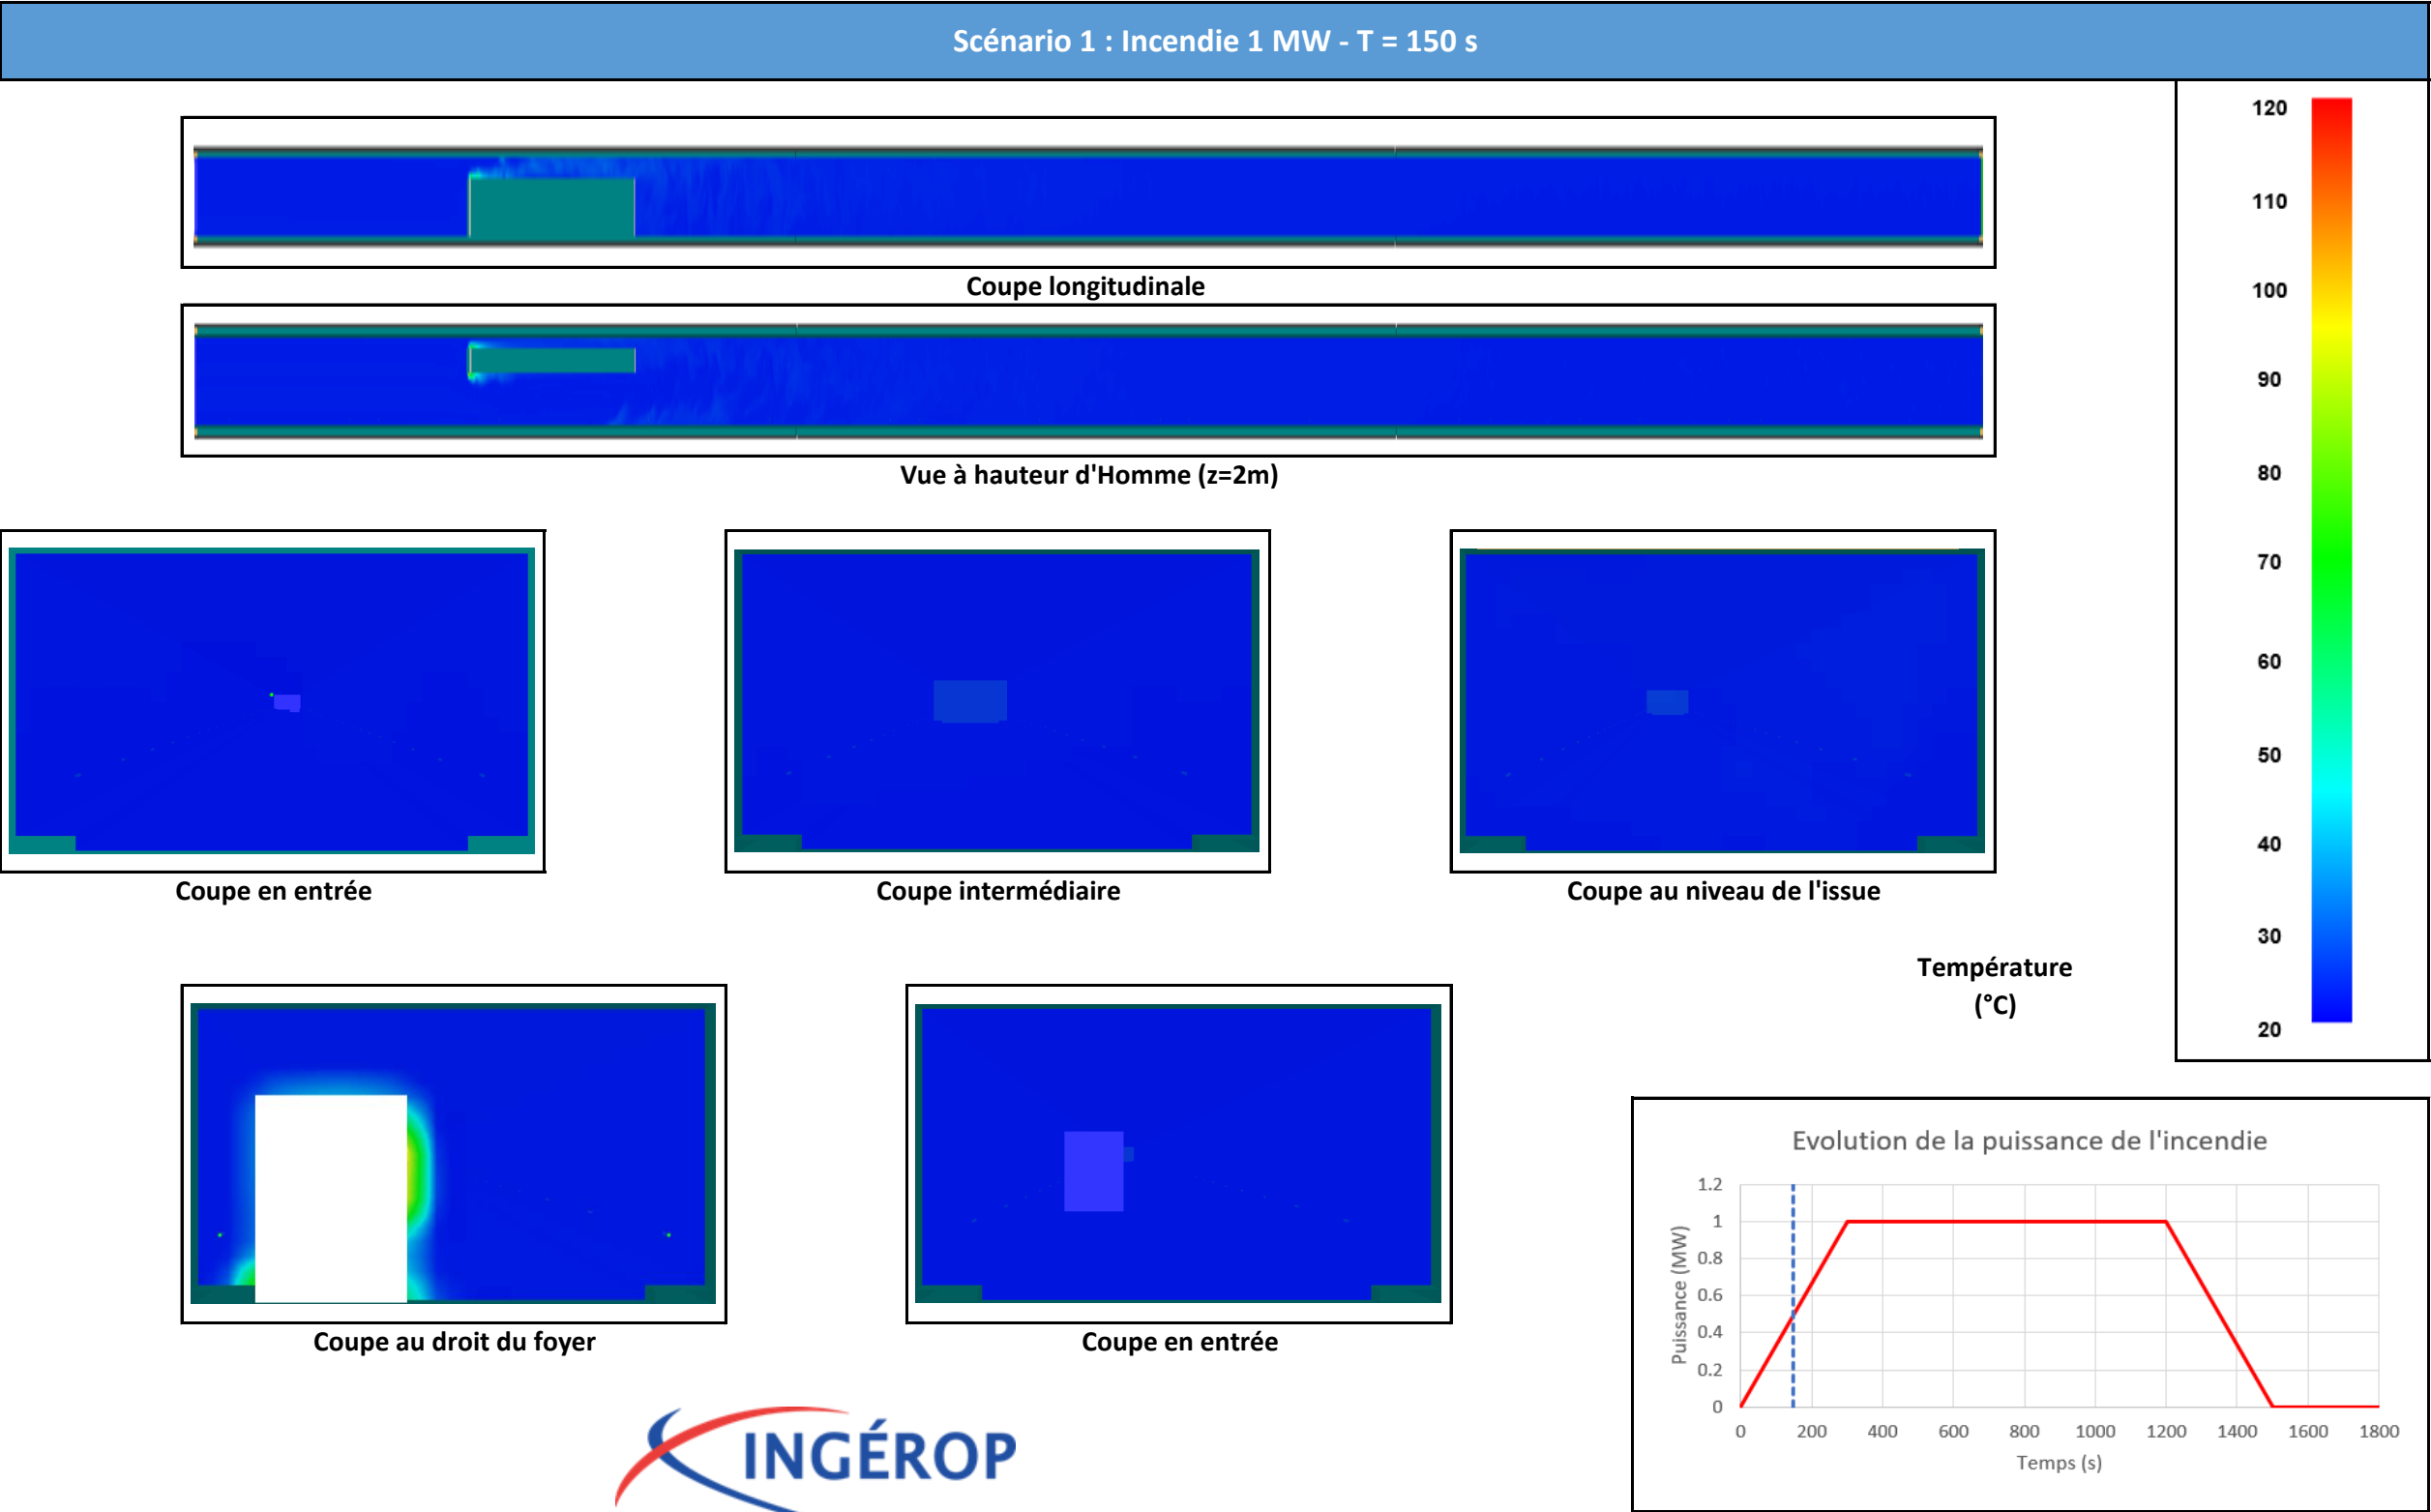 Scénario 1 : Incendie 1 MW - T = 150 s
Coupe longitudinale
Vue à hauteur d'Homme (z=2m)
Coupe en entrée
Coupe intermédiaire
Coupe au niveau de l'issue
Coupe au droit du foyer
Coupe en entrée
Température
(°C)
120
110
100
90
80
70
60
50
40
30
20
Evolution de la puissance de l'incendie
Puissance (MW)
1.2
1
0.8
0.6
0.4
0.2
0
0 200 400 600 800 1000 1200 1400 1600 1800
Temps (s)
INGÉROP